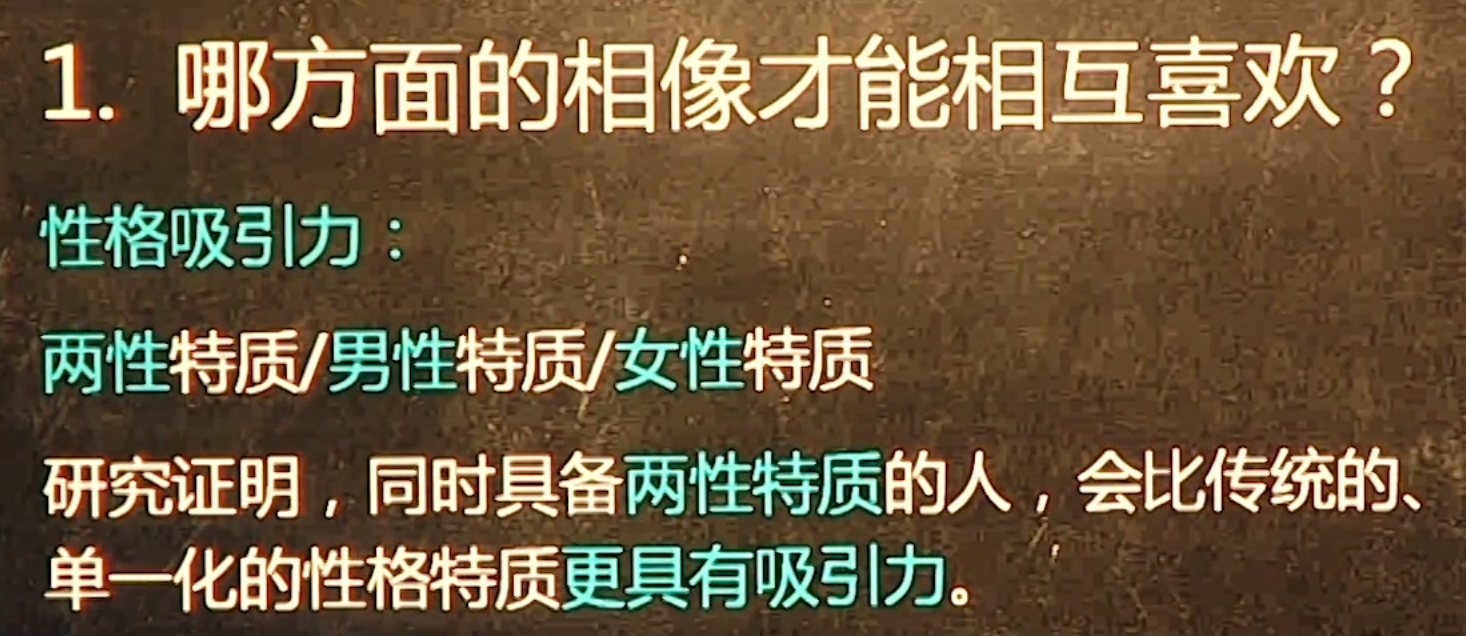 1. 哪方面的相像才能相互喜欢？
性格吸引力：
两性特质/男性特质/女性特质
研究证明，同时具备两性特质的人，会比传统的、
单一化的性格特质更具有吸引力。